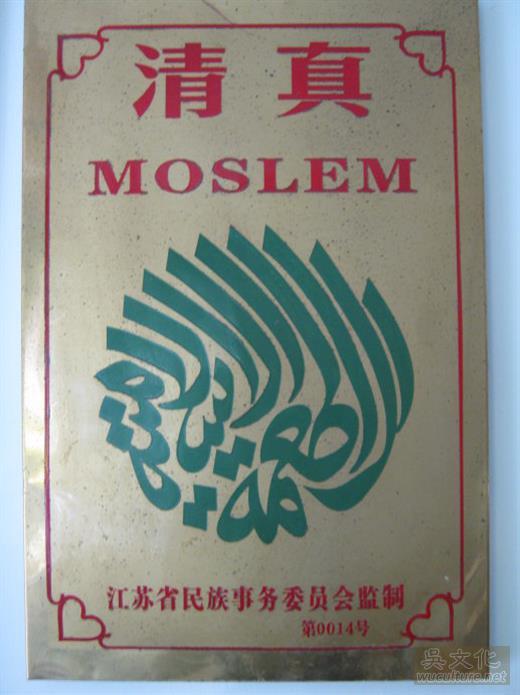 清真
MOSLEM
江苏省民族事务委员会监制
第0014号
吳文化
wuculture.net